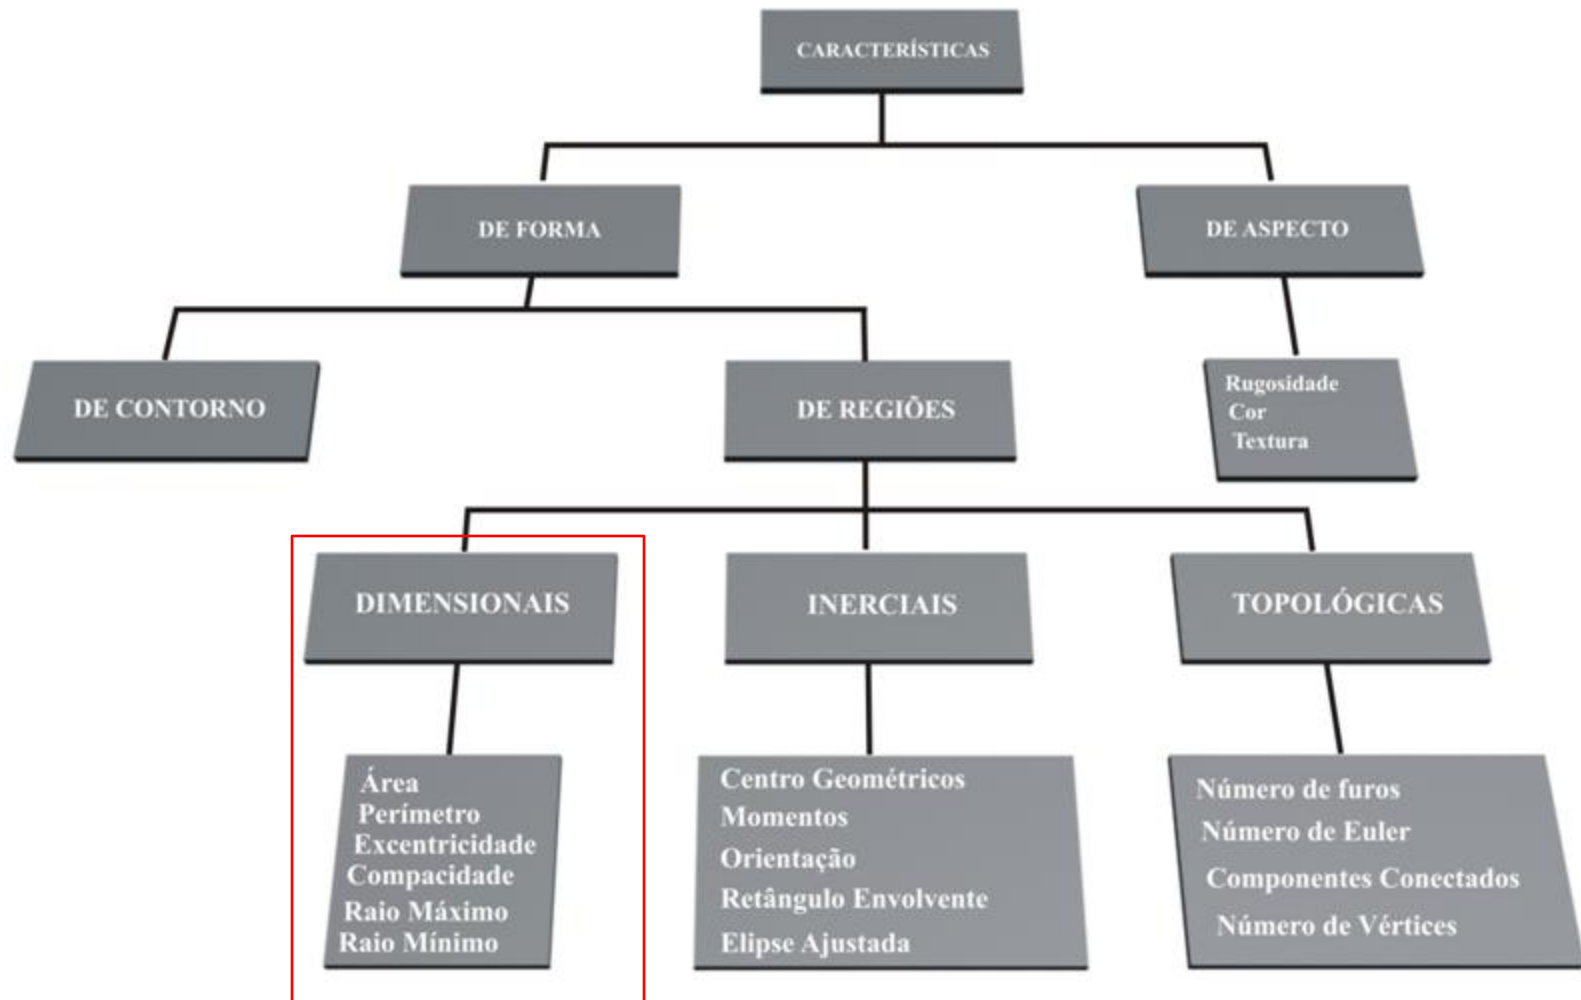 CARACTERÍSTICAS
DE FORMA
DE ASPECTO
DE CONTORNO
DE REGIÕES
Rugosidade
Cor
Textura
DIMENSIONAIS
INERCIAIS
TOPOLÓGICAS
Área
Perímetro
Excentricidade
Compacidade
Raio Máximo
Raio Mínimo
Centro Geométricos
Momentos
Orientação
Retângulo Envolvente
Elipse Ajustada
Número de furos
Número de Euler
Componentes Conectados
Número de Vértices